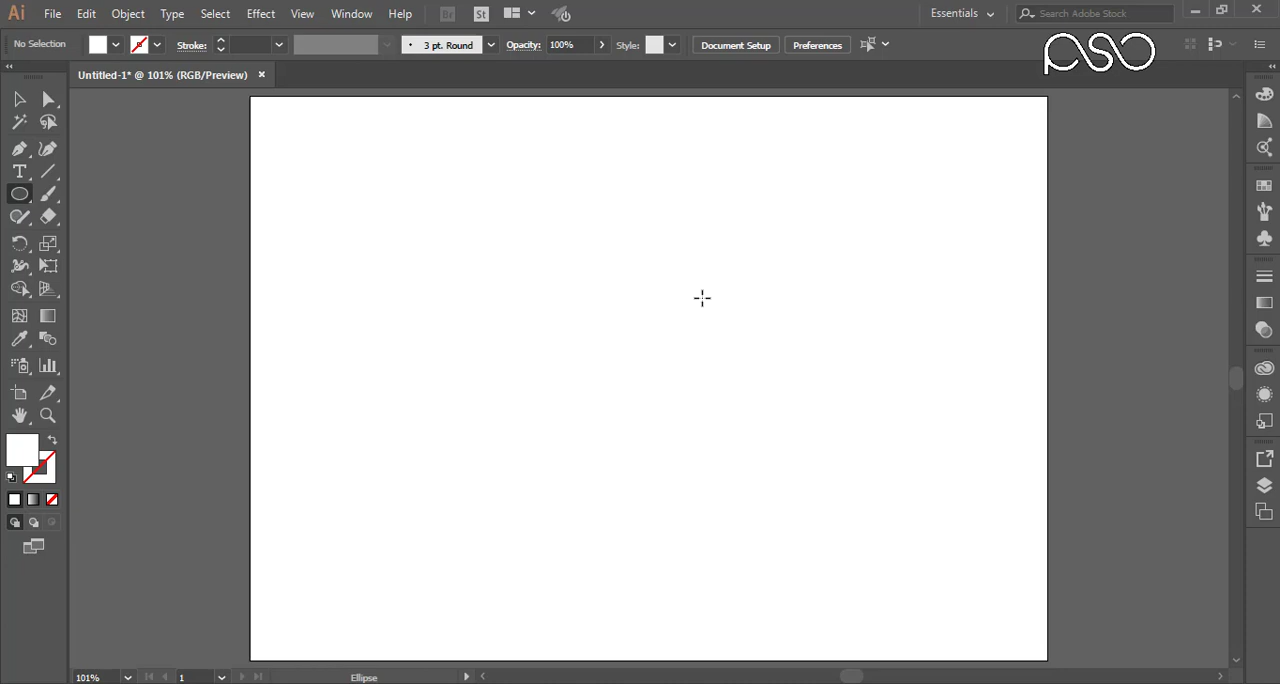 Ai File Edit Object Type Select Effect View Window Help Br St Essentials Search Adobe Stock
No Selection Stroke: 3 pt. Round Opacity: 100% Style: Document Setup Preferences
PSO
Untitled-1* @ 101% (RGB/Preview)
T
101% 1 Ellipse